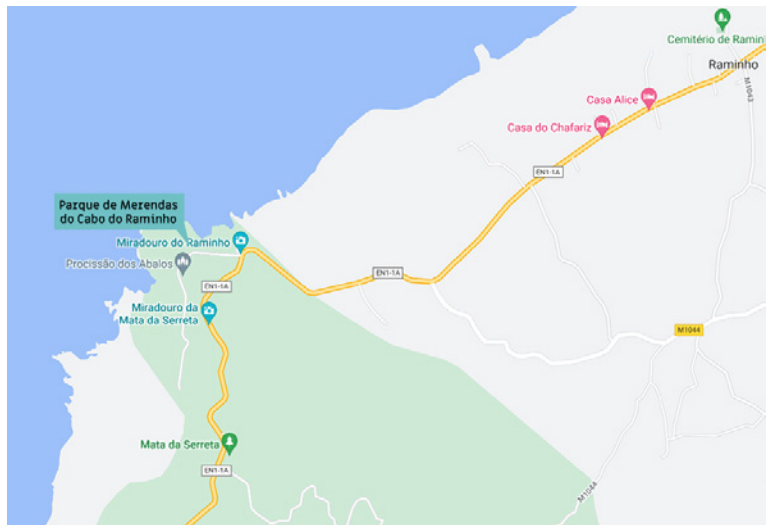 Cemitério de Ramin
Raminho
M1043
Casa Alice
Casa do Chafariz
EN1-1A
Parque de Merendas
do Cabo do Raminho
Miradouro do Raminho
Procissão dos Abalos
EN1-1A
EN1-1A
Miradouro da
Mata da Serreta
M1044
Mata da Serreta
EN1-1A
M1044